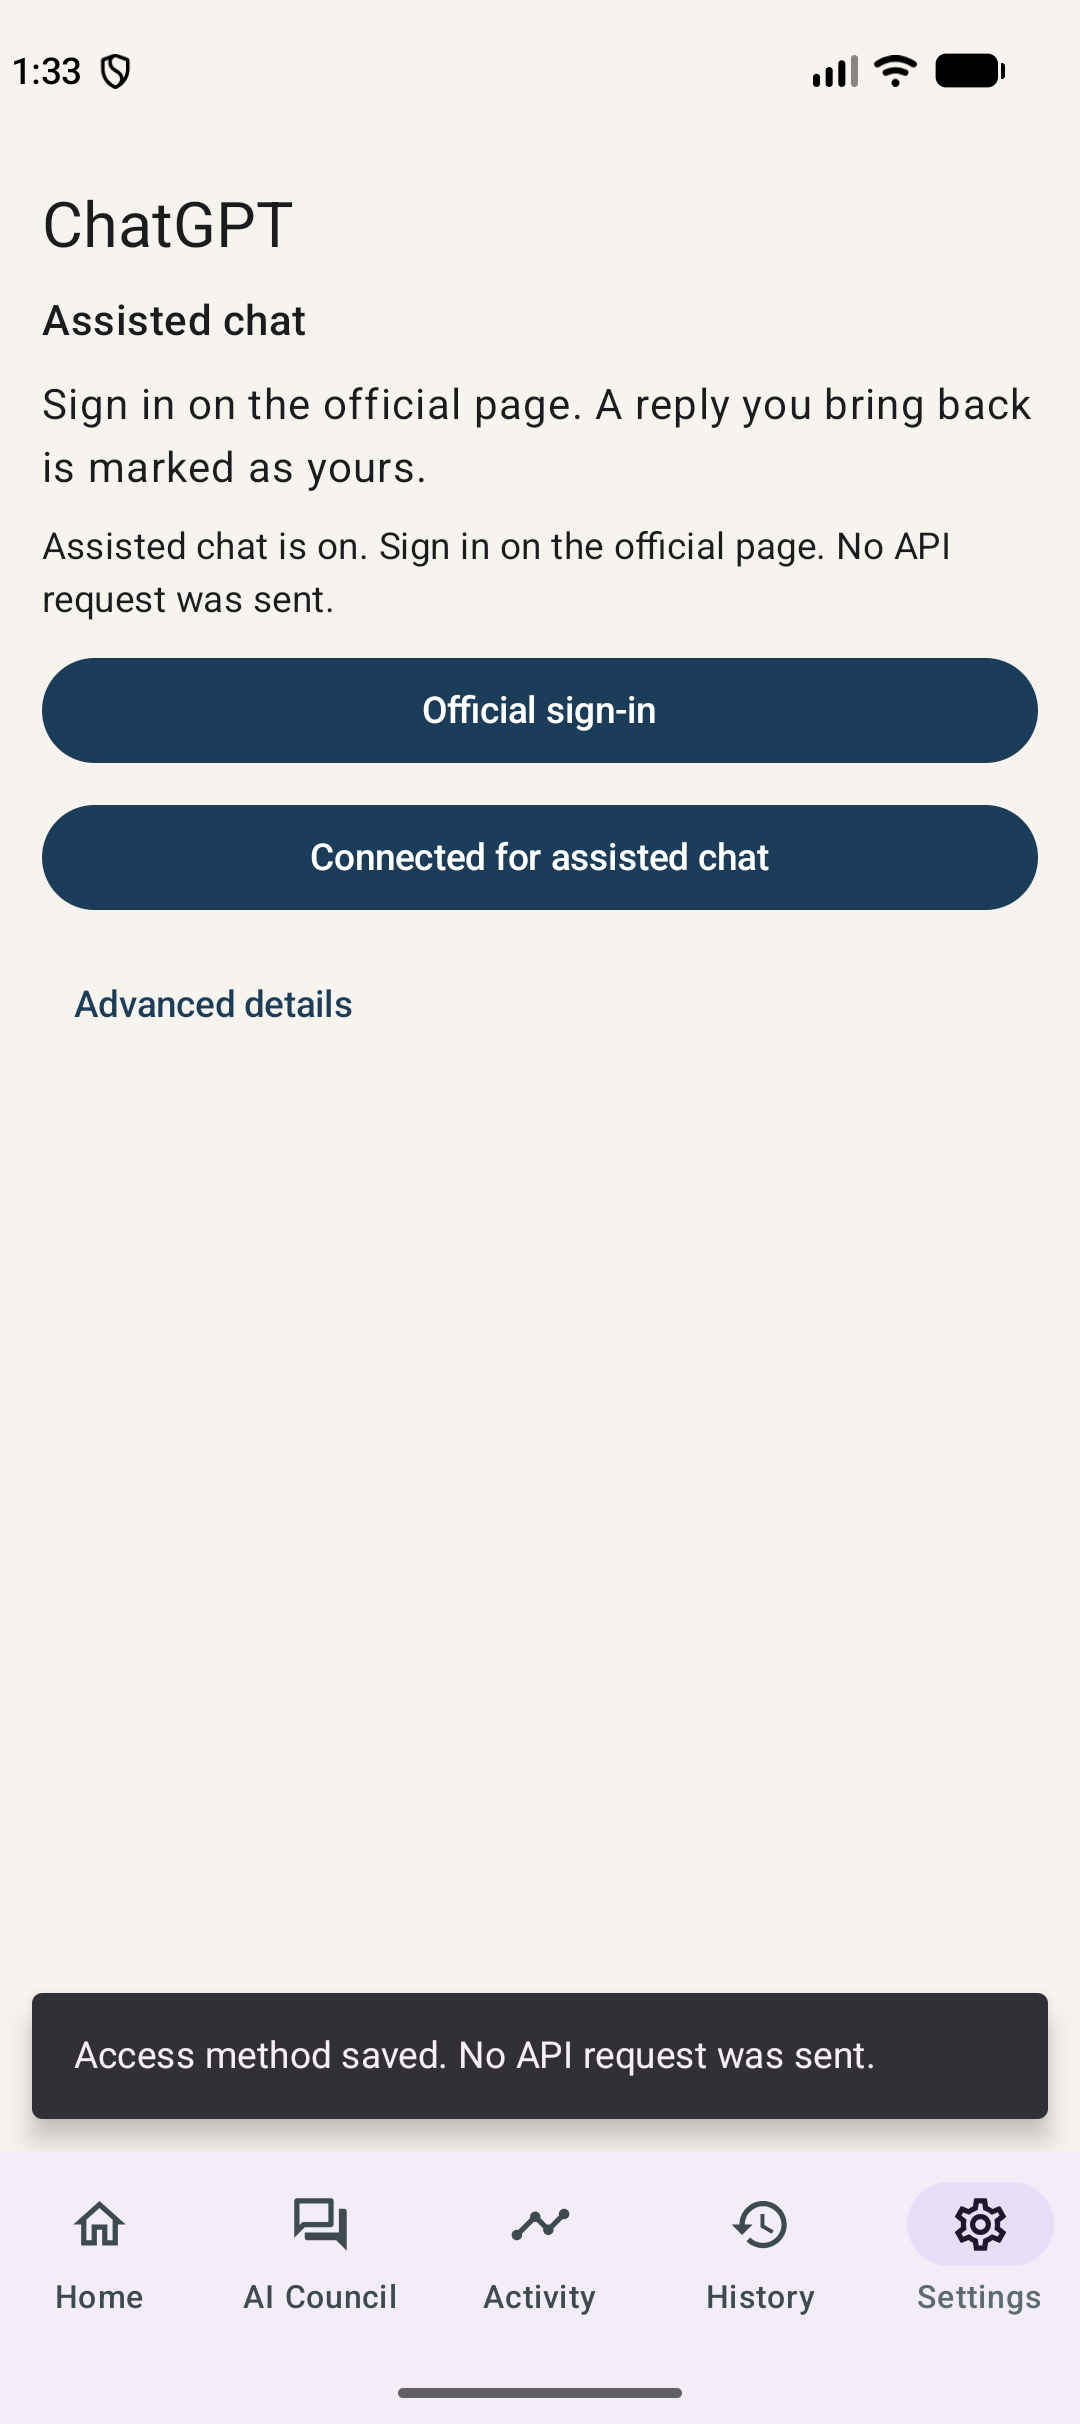 1:33
ChatGPT
Assisted chat
Sign in on the official page. A reply you bring back
is marked as yours.
Assisted chat is on. Sign in on the official page. No API
request was sent.
Official sign-in
Connected for assisted chat
Advanced details
Access method saved. No API request was sent.
Home
AI Council
Activity
History
Settings